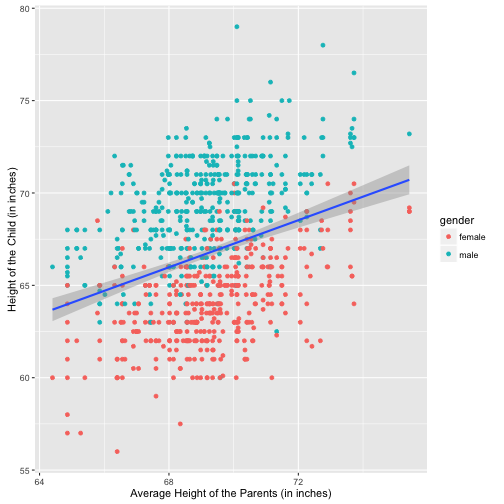 80
75
70
65
60
55
64
68
72
Height of the Child (in inches)
Average Height of the Parents (in inches)
gender
female
male